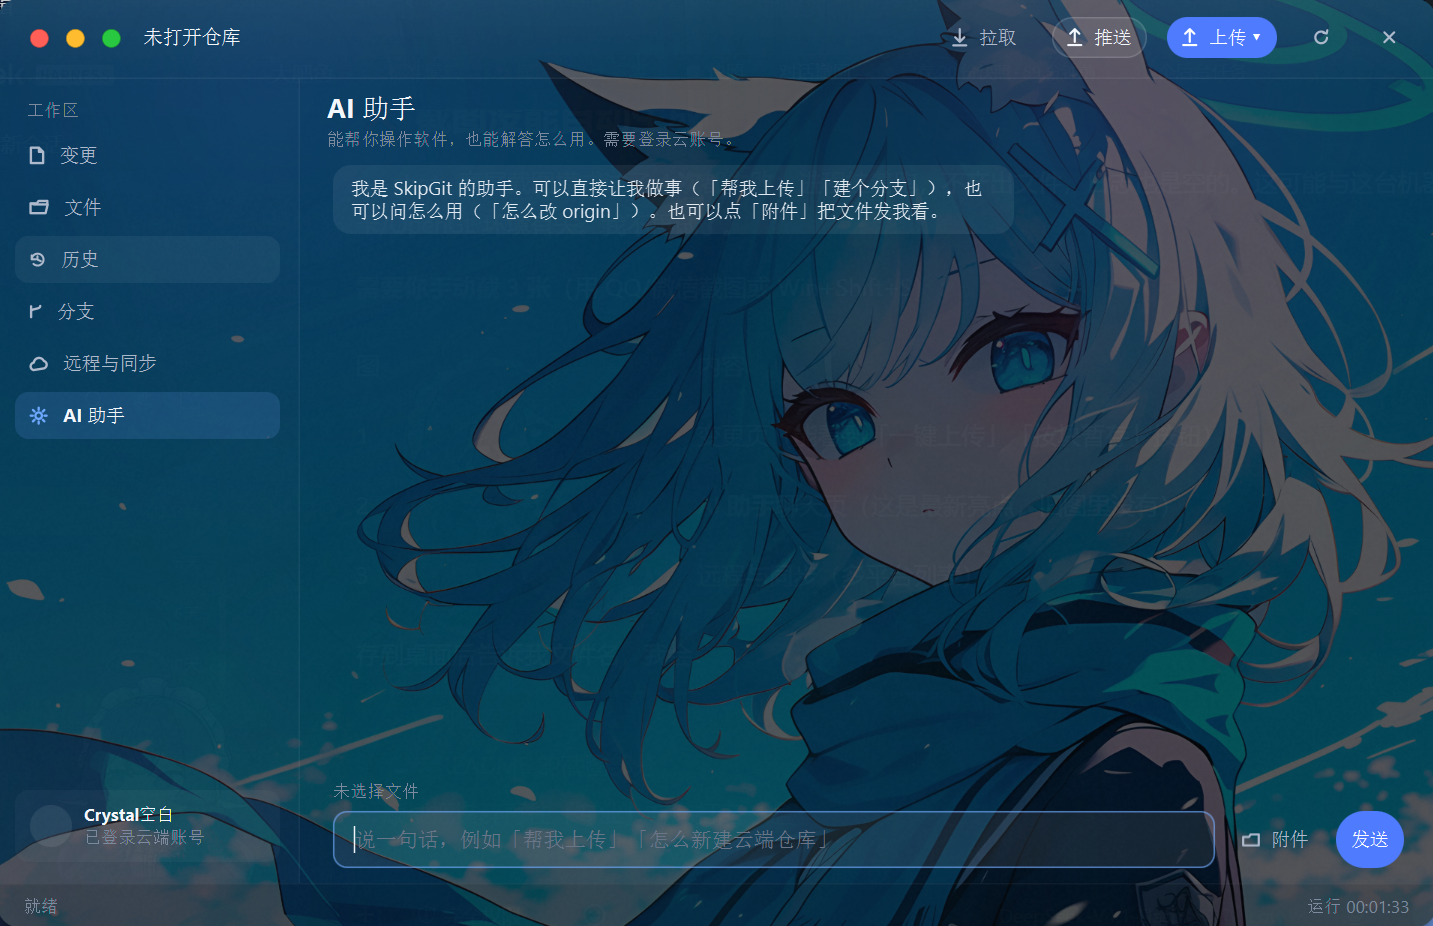 未打开仓库
拉取
推送
上传
工作区
变更
文件
历史
分支
远程与同步
AI 助手
AI 助手
能帮你操作软件，也能解答怎么用。需要登录云账号。
我是 SkipGit 的助手。可以直接让我做事（「帮我上传」「建个分支」），也
可以问怎么用（「怎么改 origin」）。也可以点「附件」把文件发我看。
未选择文件
说一句话，例如「帮我上传」「怎么新建云端仓库」
附件
发送
Crystal空白
已登录云端账号
就绪
运行 00:01:33